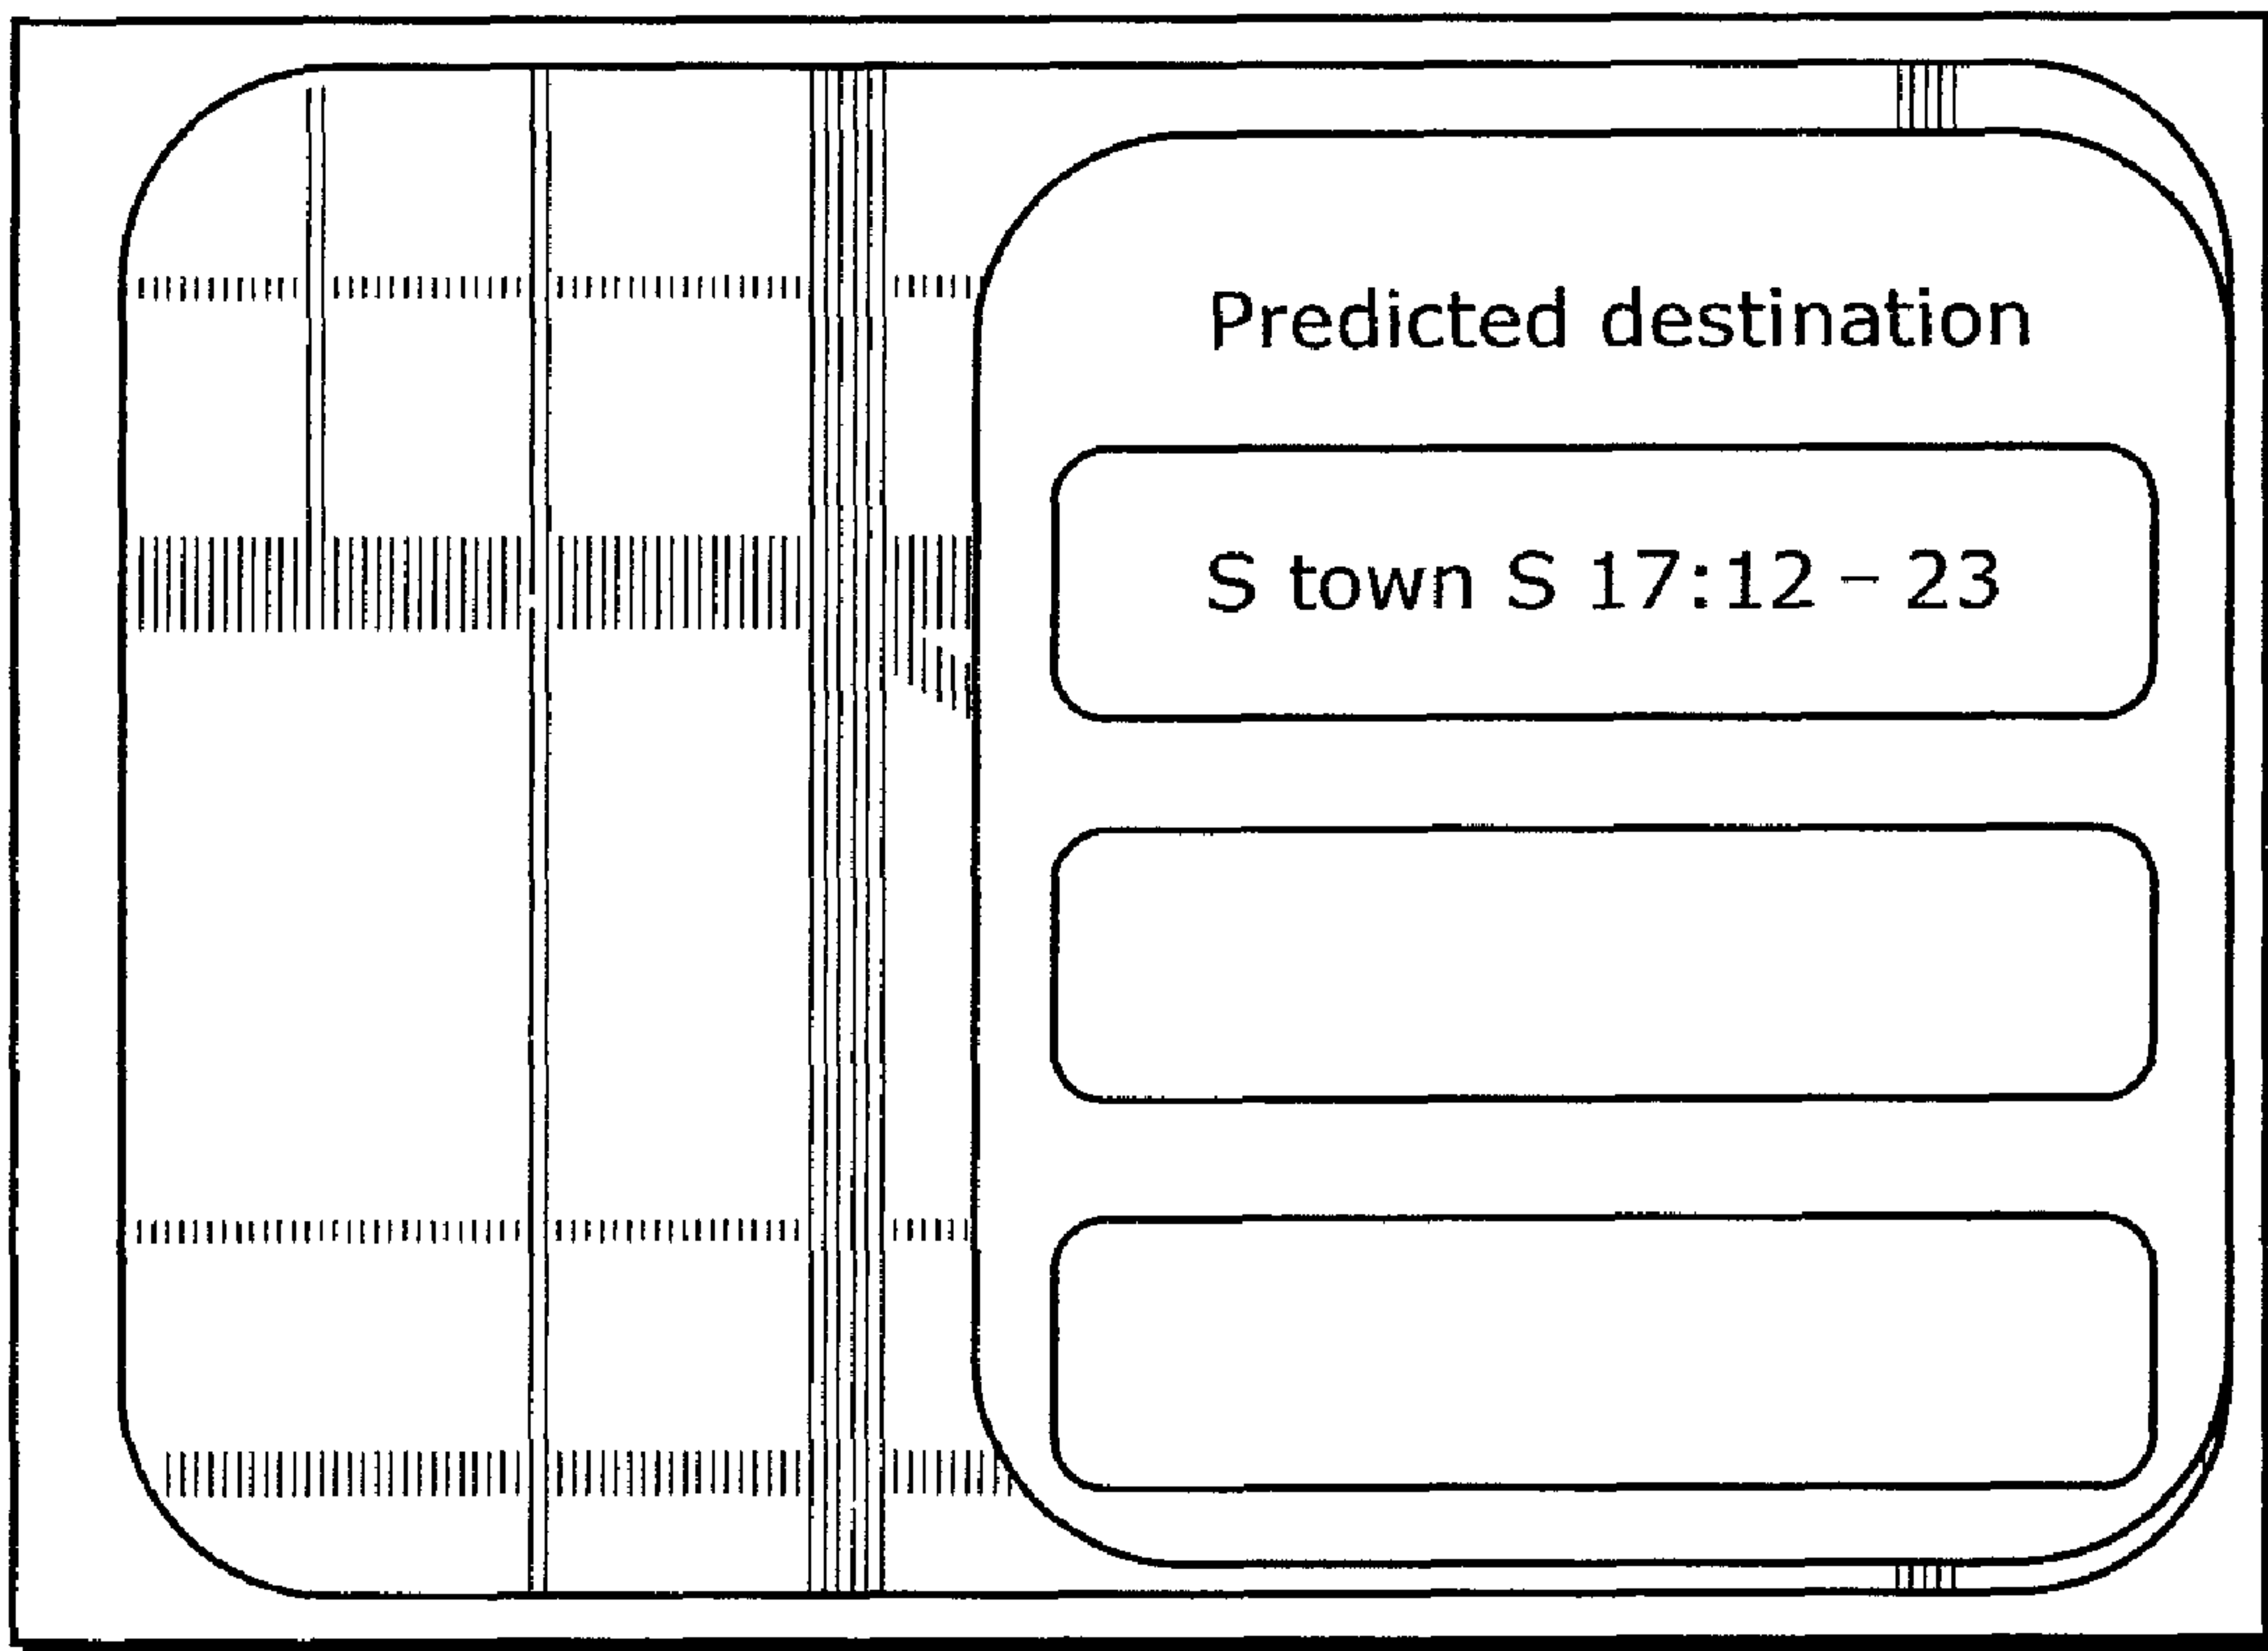 Predicted destination
S town S 17:12 – 23